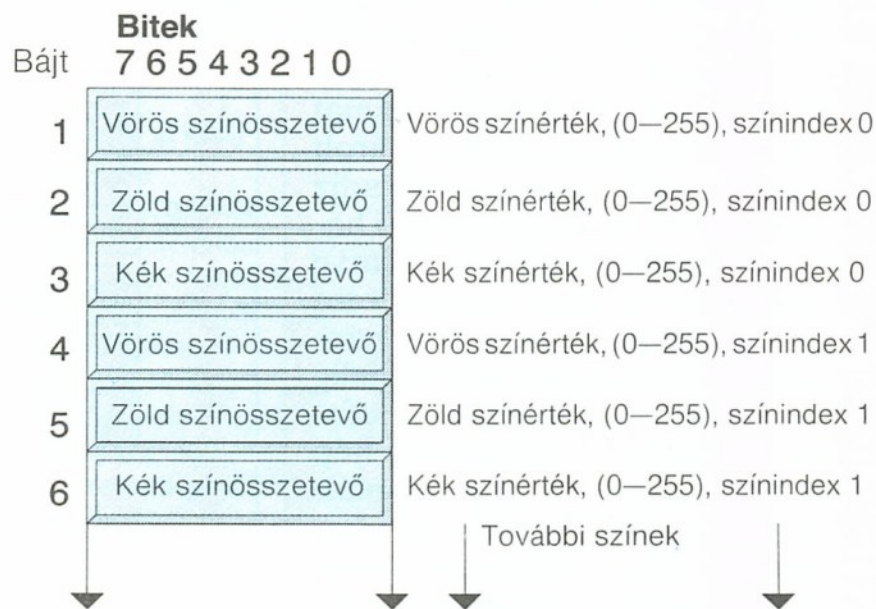 Bitek
Bájt 7 6 5 4 3 2 1 0
1 Vörös színösszetevő Vörös színérték, (0—255), színindex 0
2 Zöld színösszetevő Zöld színérték, (0—255), színindex 0
3 Kék színösszetevő Kék színérték, (0—255), színindex 0
4 Vörös színösszetevő Vörös színérték, (0—255), színindex 1
5 Zöld színösszetevő Zöld színérték, (0—255), színindex 1
6 Kék színösszetevő Kék színérték, (0—255), színindex 1
További színek